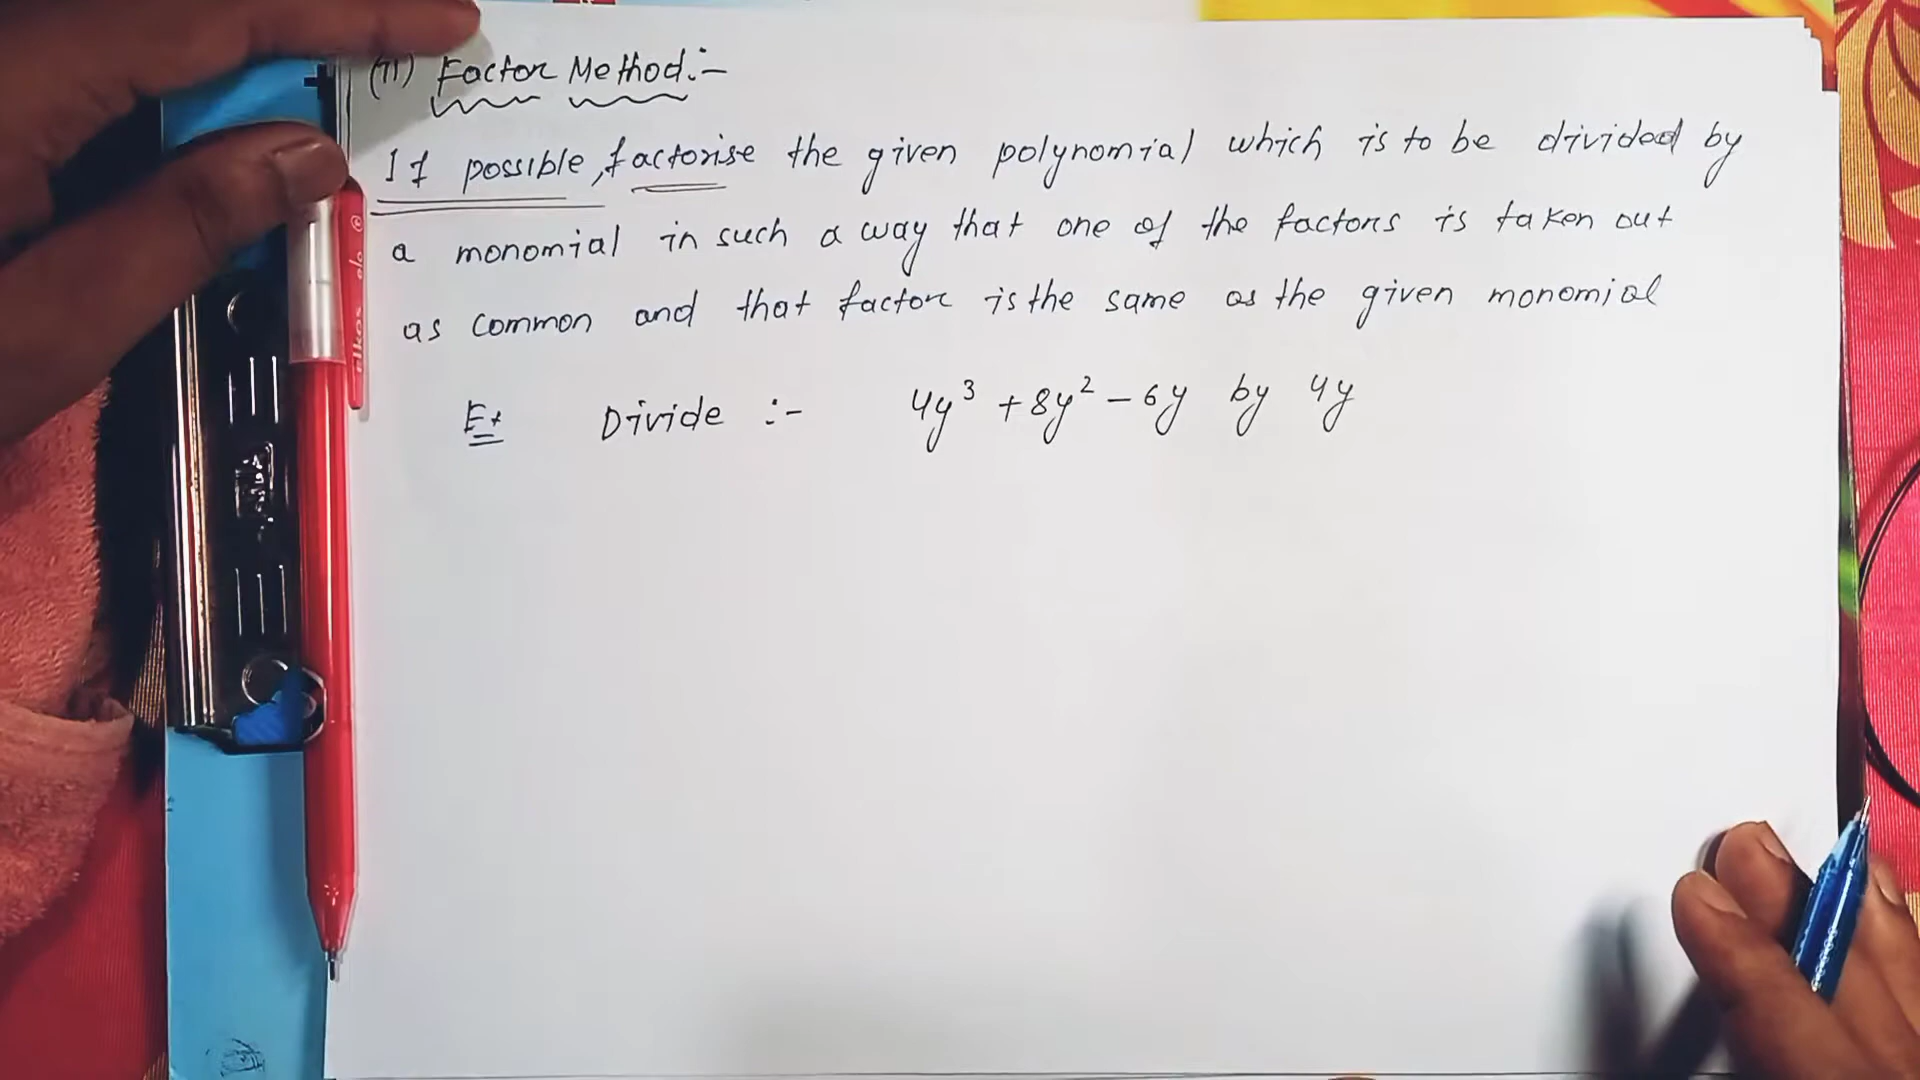 (iii) Factor Method:-
If possible, factorise the given polynomial which is to be divided by
a monomial in such a way that one of the factors is taken out
as common and that factor is the same as the given monomial
Ex Divide :- 4y³ + 8y² - 6y by 4y
elkos